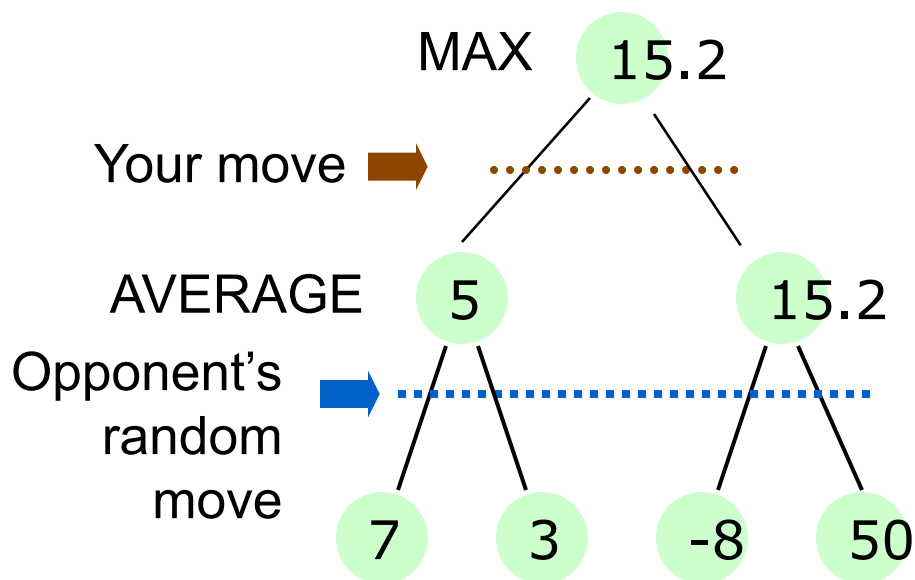 MAX
15.2
Your move
AVERAGE
5
15.2
Opponent’s
random
move
7
3
-8
50